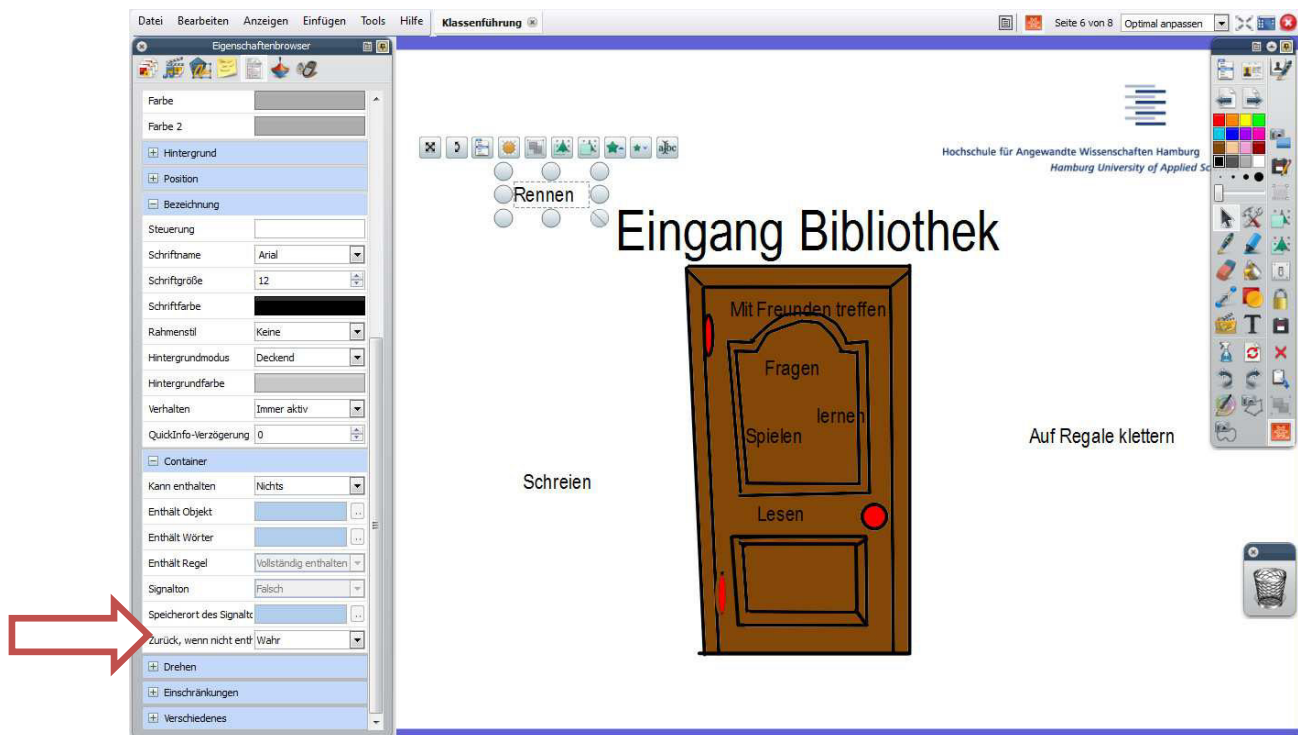 Datei Bearbeiten Anzeigen Einfügen Tools Hilfe Klassenführung Seite 6 von 8 Optimal anpassen
Eigenschaftenbrowser
Farbe
Farbe 2
Hintergrund
Position
Bezeichnung
Steuerung
Schriftname Arial
Schriftgröße 12
Schriftfarbe
Rahmenstil Keine
Hintergrundmodus Deckend
Hintergrundfarbe
Verhalten Immer aktiv
QuickInfo-Verzögerung 0
Container
Kann enthalten Nichts
Enthält Objekt
Enthält Wörter
Enthält Regel Vollständig enthalten
Signalton Falsch
Speicherort des Signaltc
Zurück, wenn nicht enth Wahr
Drehen
Einschränkungen
Verschiedenes
abc
Hochschule für Angewandte Wissenschaften Hamburg
Hamburg University of Applied Sc
Rennen
Eingang Bibliothek
Mit Freunden treffen
Fragen
lernen
Spielen
Auf Regale klettern
Schreien
Lesen
T